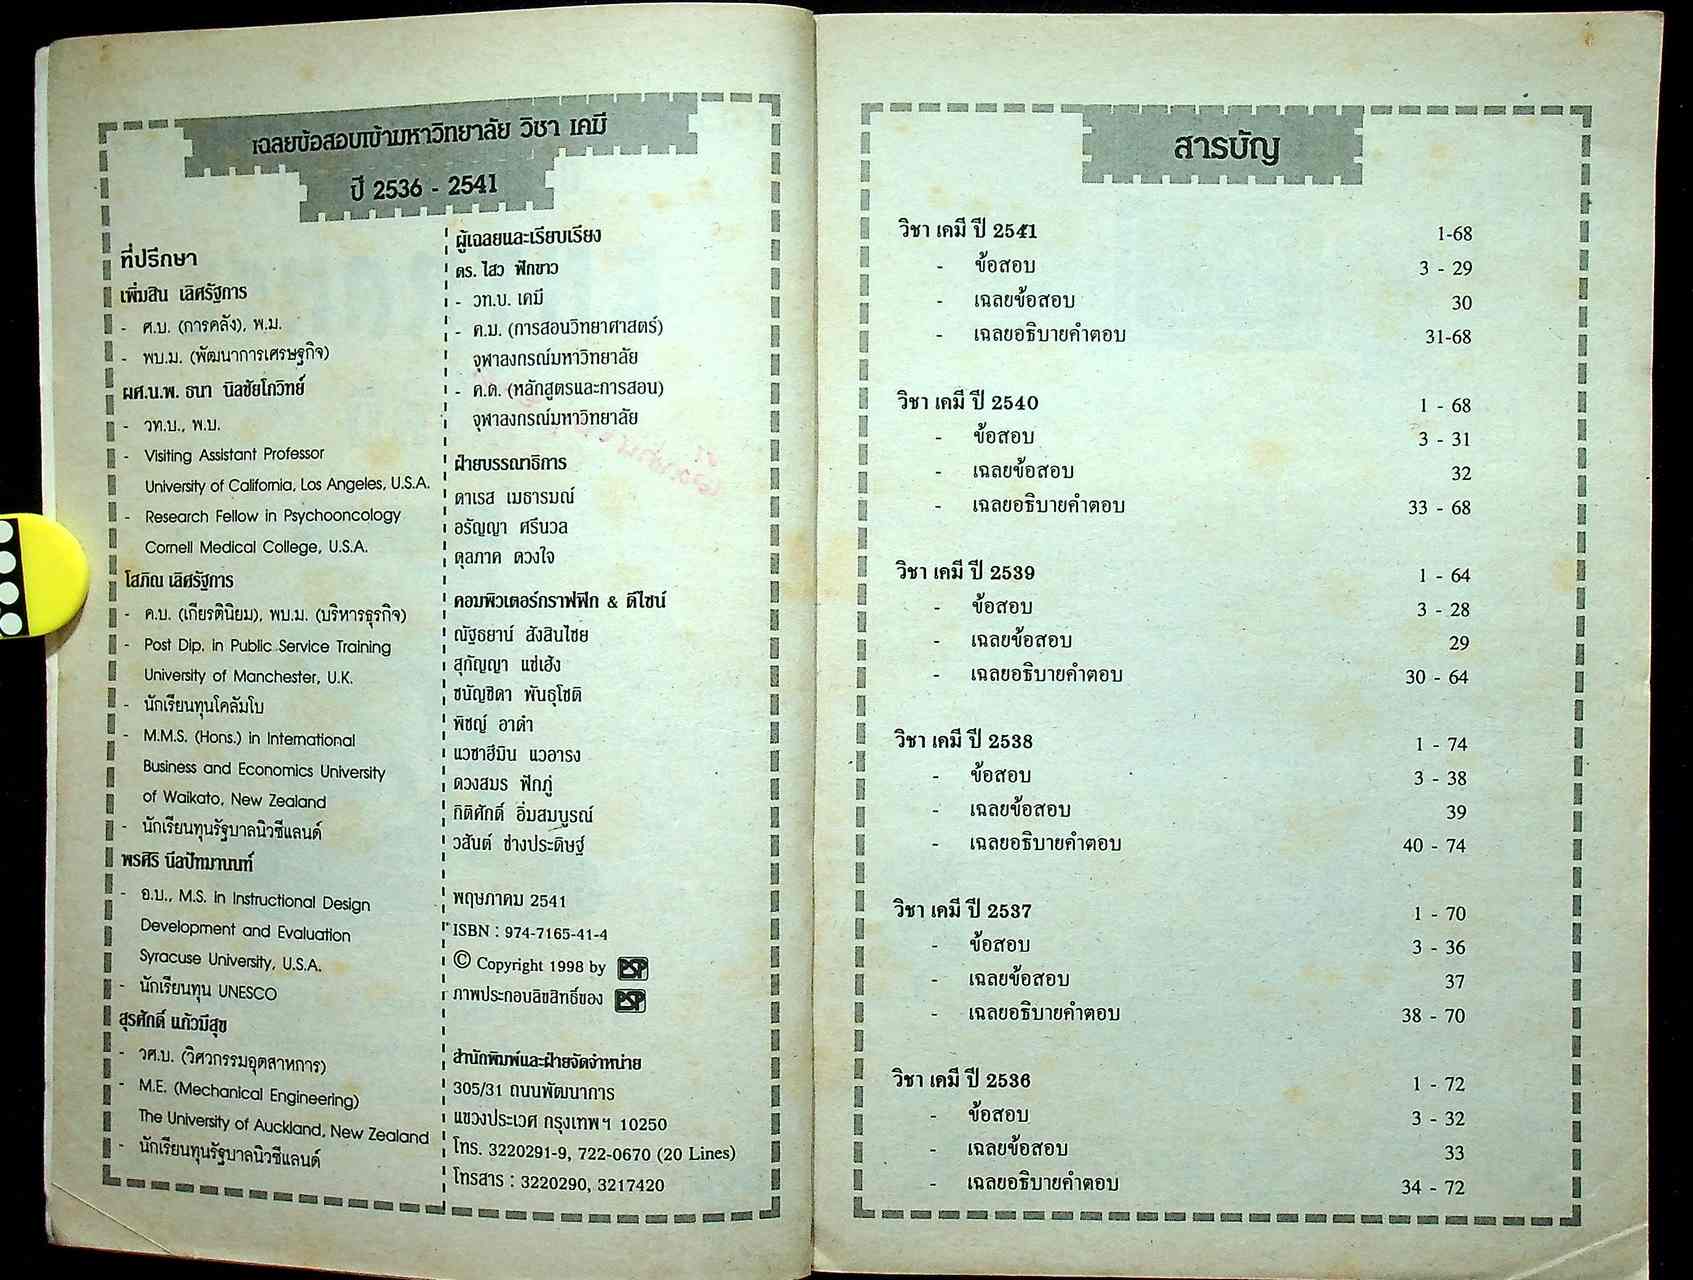 เฉลยข้อสอบเข้ามหาวิทยาลัย วิชา เคมี
ปี 2536 - 2541
ที่ปรึกษา
เพิ่มสิน เลิศรัฐการ
- ศ.บ. (การคลัง), พ.ม.
- พบ.ม. (พัฒนาการเศรษฐกิจ)
ผศ.น.พ. ธนา นิลชัยโกวิทย์
- วท.บ., พ.บ.
- Visiting Assistant Professor
University of California, Los Angeles, U.S.A.
- Research Fellow in Psychooncology
Cornell Medical College, U.S.A.
โสภิณ เลิศรัฐการ
- ค.บ. (เกียรตินิยม), พบ.ม. (บริหารธุรกิจ)
- Post Dip. in Public Service Training
University of Manchester, U.K.
- นักเรียนทุนโคลัมโบ
- M.M.S. (Hons.) in International
Business and Economics University
of Waikato, New Zealand
- นักเรียนทุนรัฐบาลนิวซีแลนด์
พรศิริ นีลปัทมานนท์
- อ.บ., M.S. in Instructional Design
Development and Evaluation
Syracuse University, U.S.A.
- นักเรียนทุน UNESCO
สุรศักดิ์ แก้วมีสุข
- วศ.บ. (วิศวกรรมอุตสาหการ)
- M.E. (Mechanical Engineering)
The University of Auckland, New Zealand
- นักเรียนทุนรัฐบาลนิวซีแลนด์
ผู้เฉลยและเรียบเรียง
ดร. ไสว ฟักขาว
- วท.บ. เคมี
- ค.ม. (การสอนวิทยาศาสตร์)
จุฬาลงกรณ์มหาวิทยาลัย
- ค.ด. (หลักสูตรและการสอน)
จุฬาลงกรณ์มหาวิทยาลัย
ฝ่ายบรรณาธิการ
ดาเรส เมธารมณ์
อรัญญา ศรีนวล
ดุลภาค ดวงใจ
คอมพิวเตอร์กราฟฟิก & ดีไซน์
ณัฐธยาน์ สังสินไชย
สุกัญญา แซ่เฮ้ง
ชนัญชิดา พันธุโชติ
พิชญ์ อาดำ
แวซาฮีมิน แวอารง
ดวงสมร ฟักภู่
กิติศักดิ์ อิ่มสมบูรณ์
วสันต์ ช่างประดิษฐ์
พฤษภาคม 2541
ISBN : 974-7165-41-4
© Copyright 1998 by PSP
ภาพประกอบลิขสิทธิ์ของ PSP
สำนักพิมพ์และฝ่ายจัดจำหน่าย
305/31 ถนนพัฒนาการ
แขวงประเวศ กรุงเทพฯ 10250
โทร. 3220291-9, 722-0670 (20 Lines)
โทรสาร : 3220290, 3217420
สารบัญ
วิชา เคมี ปี 2541 1-68
- ข้อสอบ 3 - 29
- เฉลยข้อสอบ 30
- เฉลยอธิบายคำตอบ 31-68
วิชา เคมี ปี 2540 1 - 68
- ข้อสอบ 3 - 31
- เฉลยข้อสอบ 32
- เฉลยอธิบายคำตอบ 33 - 68
วิชา เคมี ปี 2539 1 - 64
- ข้อสอบ 3 - 28
- เฉลยข้อสอบ 29
- เฉลยอธิบายคำตอบ 30 - 64
วิชา เคมี ปี 2538 1 - 74
- ข้อสอบ 3 - 38
- เฉลยข้อสอบ 39
- เฉลยอธิบายคำตอบ 40 - 74
วิชา เคมี ปี 2537 1 - 70
- ข้อสอบ 3 - 36
- เฉลยข้อสอบ 37
- เฉลยอธิบายคำตอบ 38 - 70
วิชา เคมี ปี 2536 1 - 72
- ข้อสอบ 3 - 32
- เฉลยข้อสอบ 33
- เฉลยอธิบายคำตอบ 34 - 72